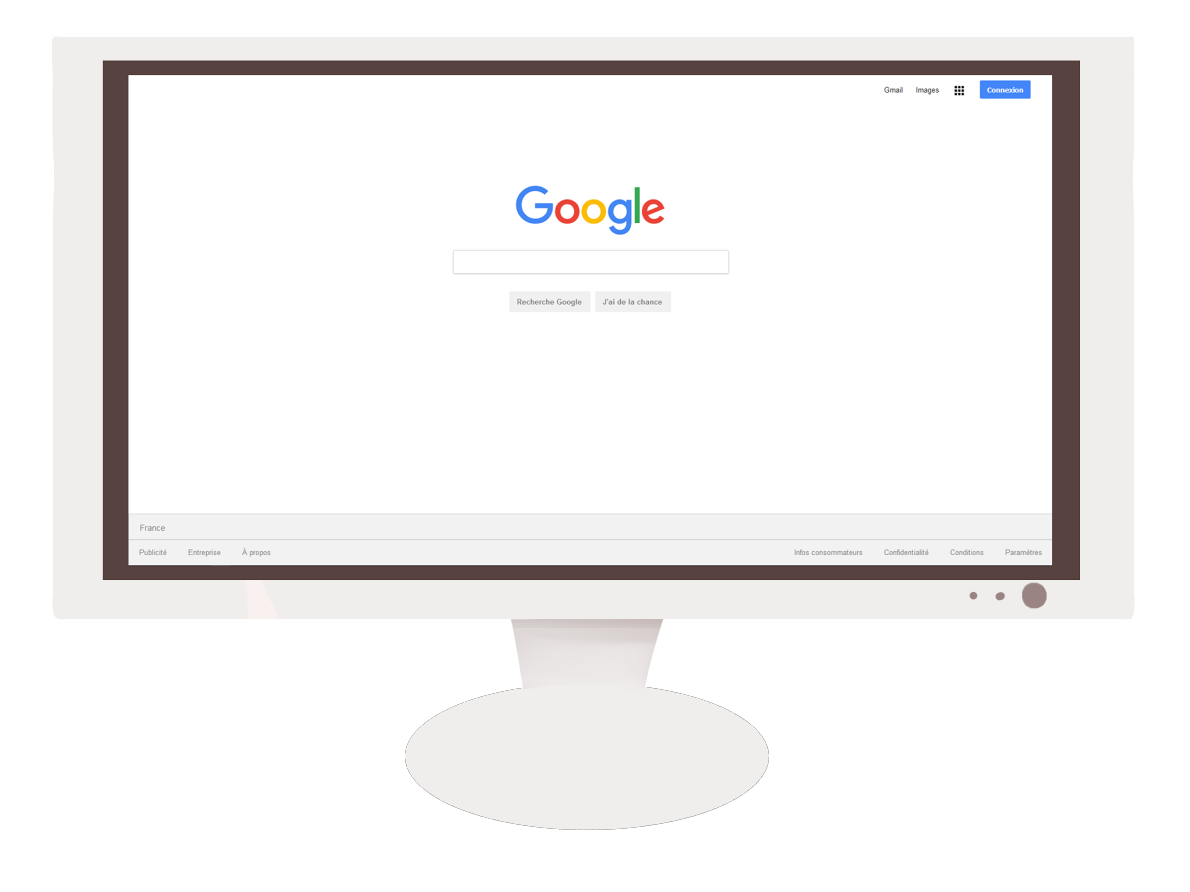 Gmail Images Connexion
Google
Recherche Google J'ai de la chance
France
Publicité Entreprise À propos Infos consommateurs Confidentialité Conditions Paramètres